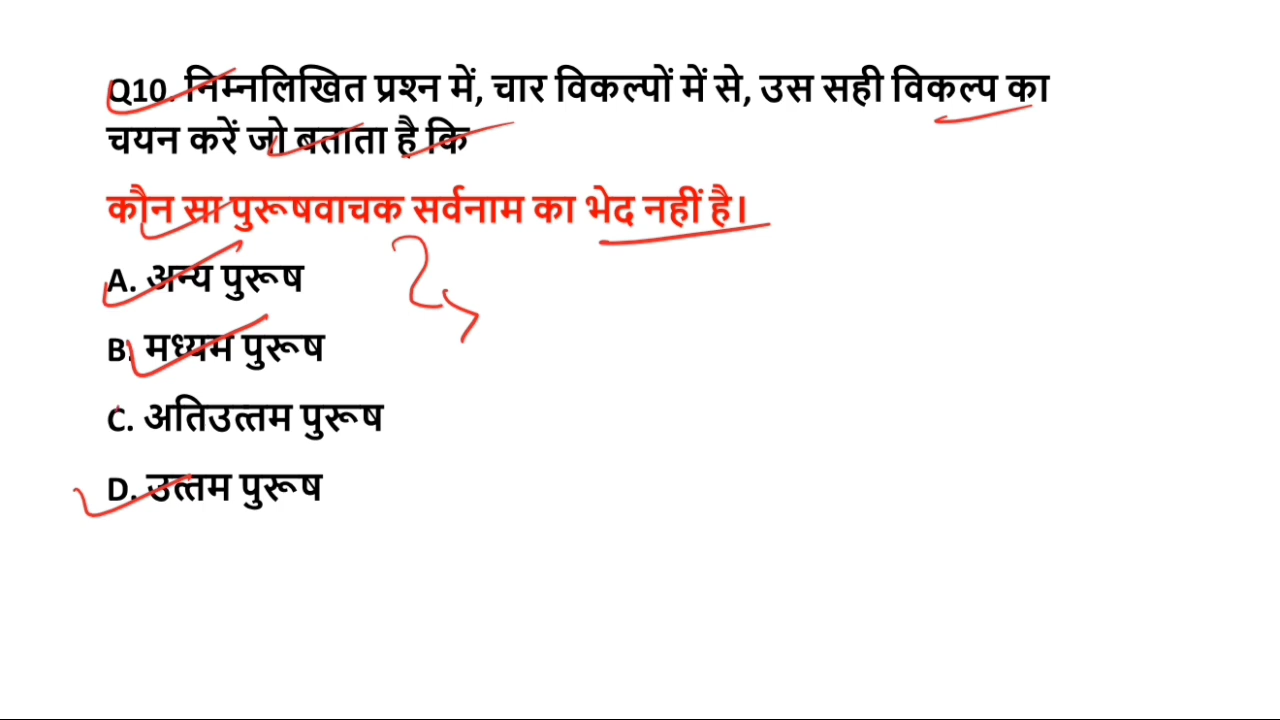 Q10. निम्नलिखित प्रश्न में, चार विकल्पों में से, उस सही विकल्प का
चयन करें जो बताता है कि
कौन सा पुरूषवाचक सर्वनाम का भेद नहीं है।
A. अन्य पुरूष
B. मध्यम पुरूष
C. अतिउत्तम पुरूष
D. उत्तम पुरूष